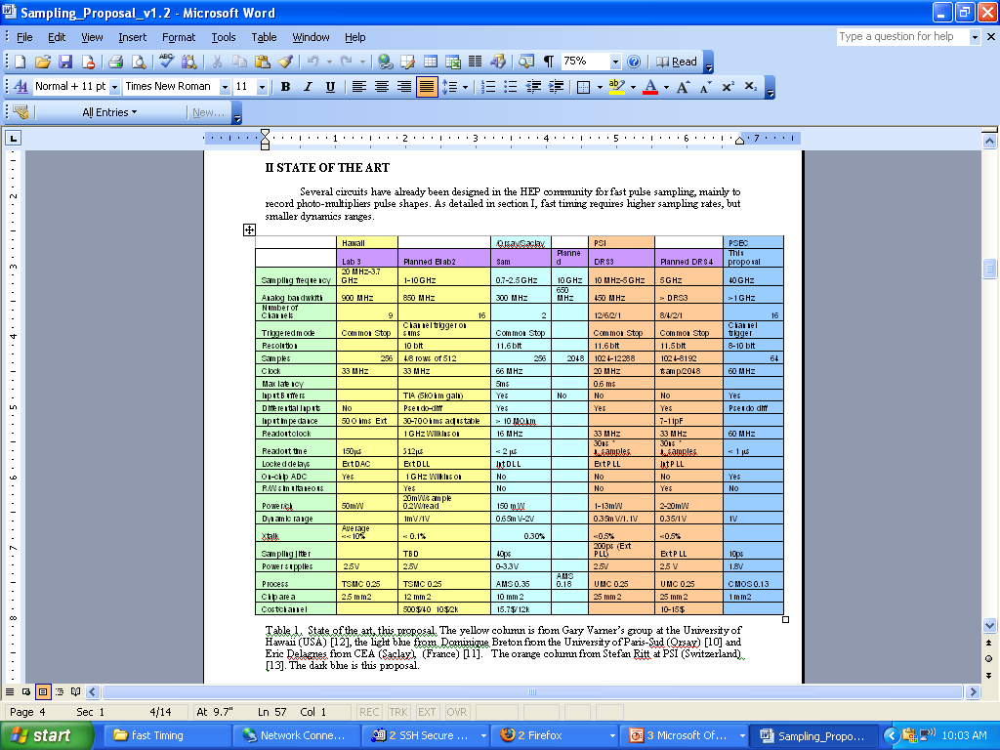 Sampling_Proposal_v1.2 - Microsoft Word
File Edit View Insert Format Tools Table Window Help Type a question for help
75% Read
Normal + 11 pt Times New Roman 11 B I U
All Entries New...
1 2 3 4 5 6 7
II STATE OF THE ART
Several circuits have already been designed in the HEP community for fast pulse sampling, mainly to
record photo-multipliers pulse shapes. As detailed in section I, fast timing requires higher sampling rates, but
smaller dynamics ranges.
Hawaii /Orsay/Saclay PSI PSEC
Lab 3 Planned Blab2 Sam Planned DRS3 Planned DRS4 This proposal
Sampling frequency 20 MHz-3.7 GHz 1-10 GHz 0.7-2.5 GHz 10 GHz 10 MHz-5 GHz 5 GHz 40 GHz
Analog bandwidth 900 MHz 850 MHz 300 MHz 650 MHz 450 MHz > DRS3 > 1 GHz
Number of Channels 9 16 2 12/6/2/1 8/4/2/1 16
Triggered mode Common Stop Channel trigger on sums Common Stop Common Stop Common Stop Channel trigger
Resolution 10 bit 11.6 bit 11.6 bit 11.5 bit 8-10 bit
Samples 256 4/8 rows of 512 256 2048 1024-12288 1024-8192 64
Clock 33 MHz 33 MHz 66 MHz 20 MHz fsamp/2048 60 MHz
Max latency 5ms 0.6 ms
Input Buffers TIA (5kOhm gain) Yes No No No Yes
Differential Inputs No Pseudo-diff Yes Yes Yes Pseudo diff
Input impedance 50 Ohms Ext 30-70Ohms adjustable > 10 MOhm 7-11pF
Readout clock 1 GHz Wilkinson 16 MHz 33 MHz 33 MHz 60 MHz
Readout time 150µs 512µs < 2 µs 30ns * n_samples 30ns * n_samples < 1 µs
Locked delays Ext DAC Ext DLL Int DLL Ext PLL Int PLL
On-chip ADC Yes 1 GHz Wilkinson No No No Yes
R/W simultaneous Yes No No Yes No
Power/ch 50mW 20mW/sample 0.2W/read 150 mW 1-13mW 2-20mW
Dynamic range 1mV/1V 0.65mV-2V 0.35mV/1.1V 0.35/1V 1V
Xtalk Average <<10% < 0.1% 0.30% <0.5% <0.5%
Sampling jitter TBD 40ps 200ps (Ext PLL) Ext PLL 10ps
Power supplies 2.5V 2.5V 0-3.3V 2.5V 2.5 V 1.8V
Process TSMC 0.25 TSMC 0.25 AMS 0.35 AMS 0.18 UMC 0.25 UMC 0.25 CMOS 0.13
Chip area 2.5 mm2 12 mm2 10 mm2 25 mm2 25 mm2 1 mm2
Cost/channel 500$/40 10$/2k 15.7$/12k 10-15$
Table 1. State of the art, this proposal. The yellow column is from Gary Varner's group at the University of
Hawaii (USA) [12], the light blue from Dominique Breton from the University of Paris-Sud (Orsay) [10] and
Eric Delagnes from CEA (Saclay), (France) [11]. The orange column from Stefan Ritt at PSI (Switzerland)
[13]. The dark blue is this proposal.
2
3
4
5
6
7
8
Page 4 Sec 1 4/14 At 9.7" Ln 57 Col 1 REC TRK EXT OVR
start fast Timing Network Conne... 2 SSH Secure ... 2 Firefox 3 Microsoft Of... Sampling_Propo... 10:03 AM